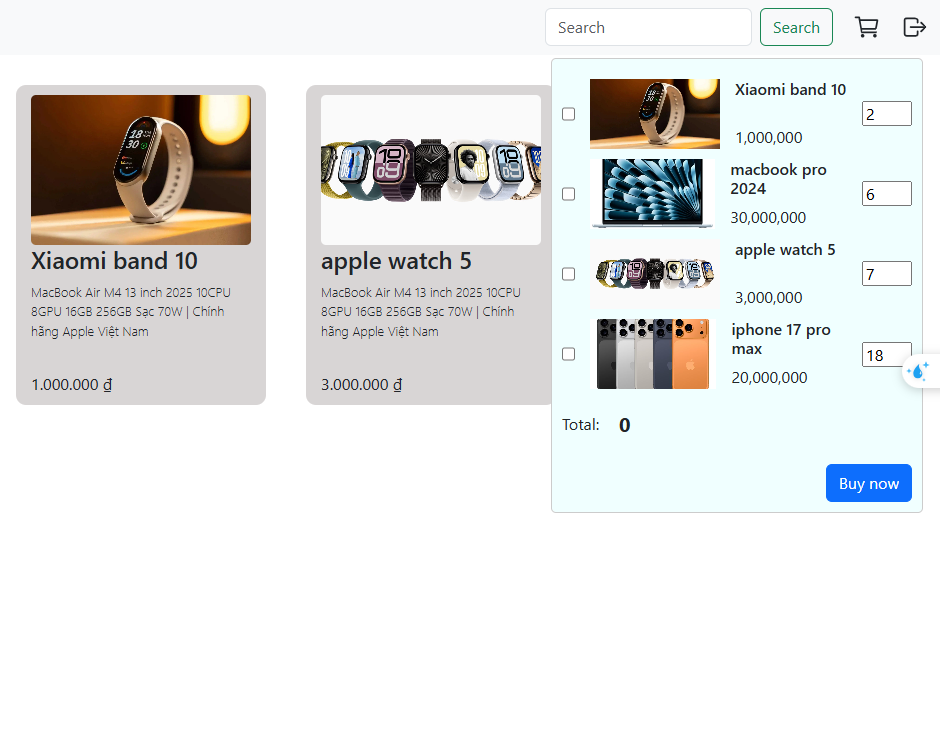 Search
Search
Xiaomi band 10
MacBook Air M4 13 inch 2025 10CPU
8GPU 16GB 256GB Sạc 70W | Chính
hãng Apple Việt Nam
1.000.000 ₫
apple watch 5
MacBook Air M4 13 inch 2025 10CPU
8GPU 16GB 256GB Sạc 70W | Chính
hãng Apple Việt Nam
3.000.000 ₫
Xiaomi band 10
2
1,000,000
macbook pro
2024
6
30,000,000
apple watch 5
7
3,000,000
iphone 17 pro
max
18
20,000,000
Total: 0
Buy now